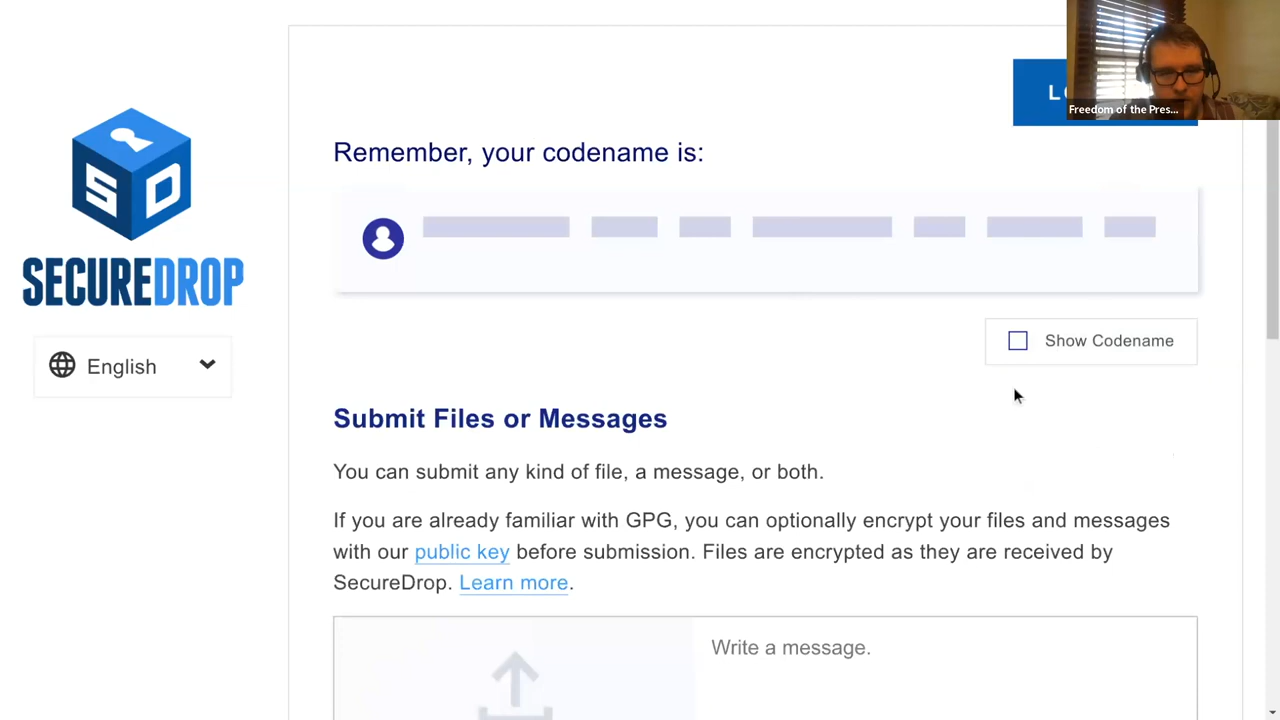 Freedom of the Pres...
Remember, your codename is:
SD
SECUREDROP
English
Show Codename
Submit Files or Messages
You can submit any kind of file, a message, or both.
If you are already familiar with GPG, you can optionally encrypt your files and messages
with our public key before submission. Files are encrypted as they are received by
SecureDrop. Learn more.
Write a message.